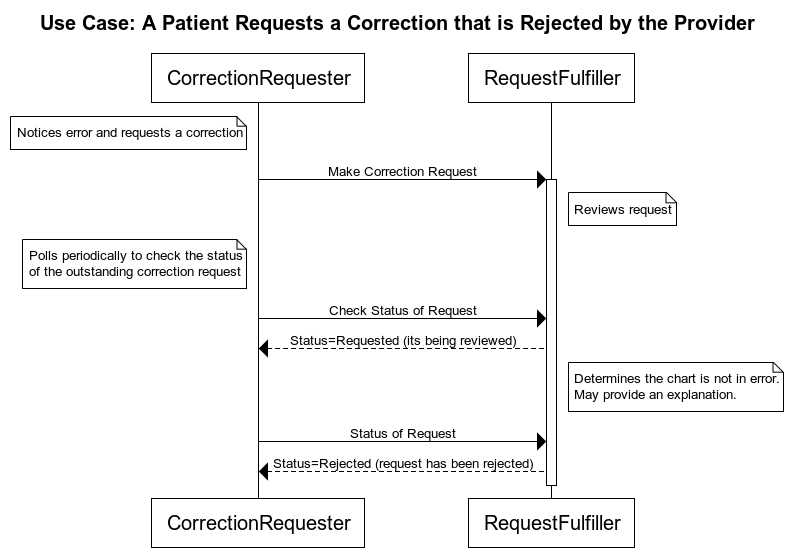 Use Case: A Patient Requests a Correction that is Rejected by the Provider
CorrectionRequester
RequestFulfiller
Notices error and requests a correction
Make Correction Request
Reviews request
Polls periodically to check the status
of the outstanding correction request
Check Status of Request
Status=Requested (its being reviewed)
Determines the chart is not in error.
May provide an explanation.
Status of Request
Status=Rejected (request has been rejected)
CorrectionRequester
RequestFulfiller